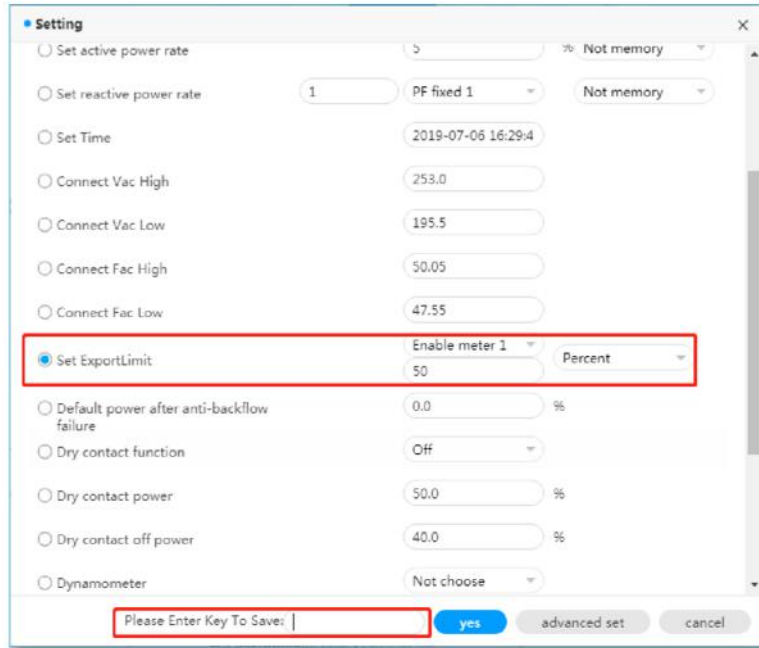 Setting
Set active power rate 5 % Not memory
Set reactive power rate 1 PF fixed 1 Not memory
Set Time 2019-07-06 16:29:4
Connect Vac High 253.0
Connect Vac Low 195.5
Connect Fac High 50.05
Connect Fac Low 47.55
Enable meter 1
Set ExportLimit Percent
50
Default power after anti-backflow 0.0 %
failure
Dry contact function Off
Dry contact power 50.0 %
Dry contact off power 40.0 %
Dynamometer Not choose
Please Enter Key To Save: yes advanced set cancel